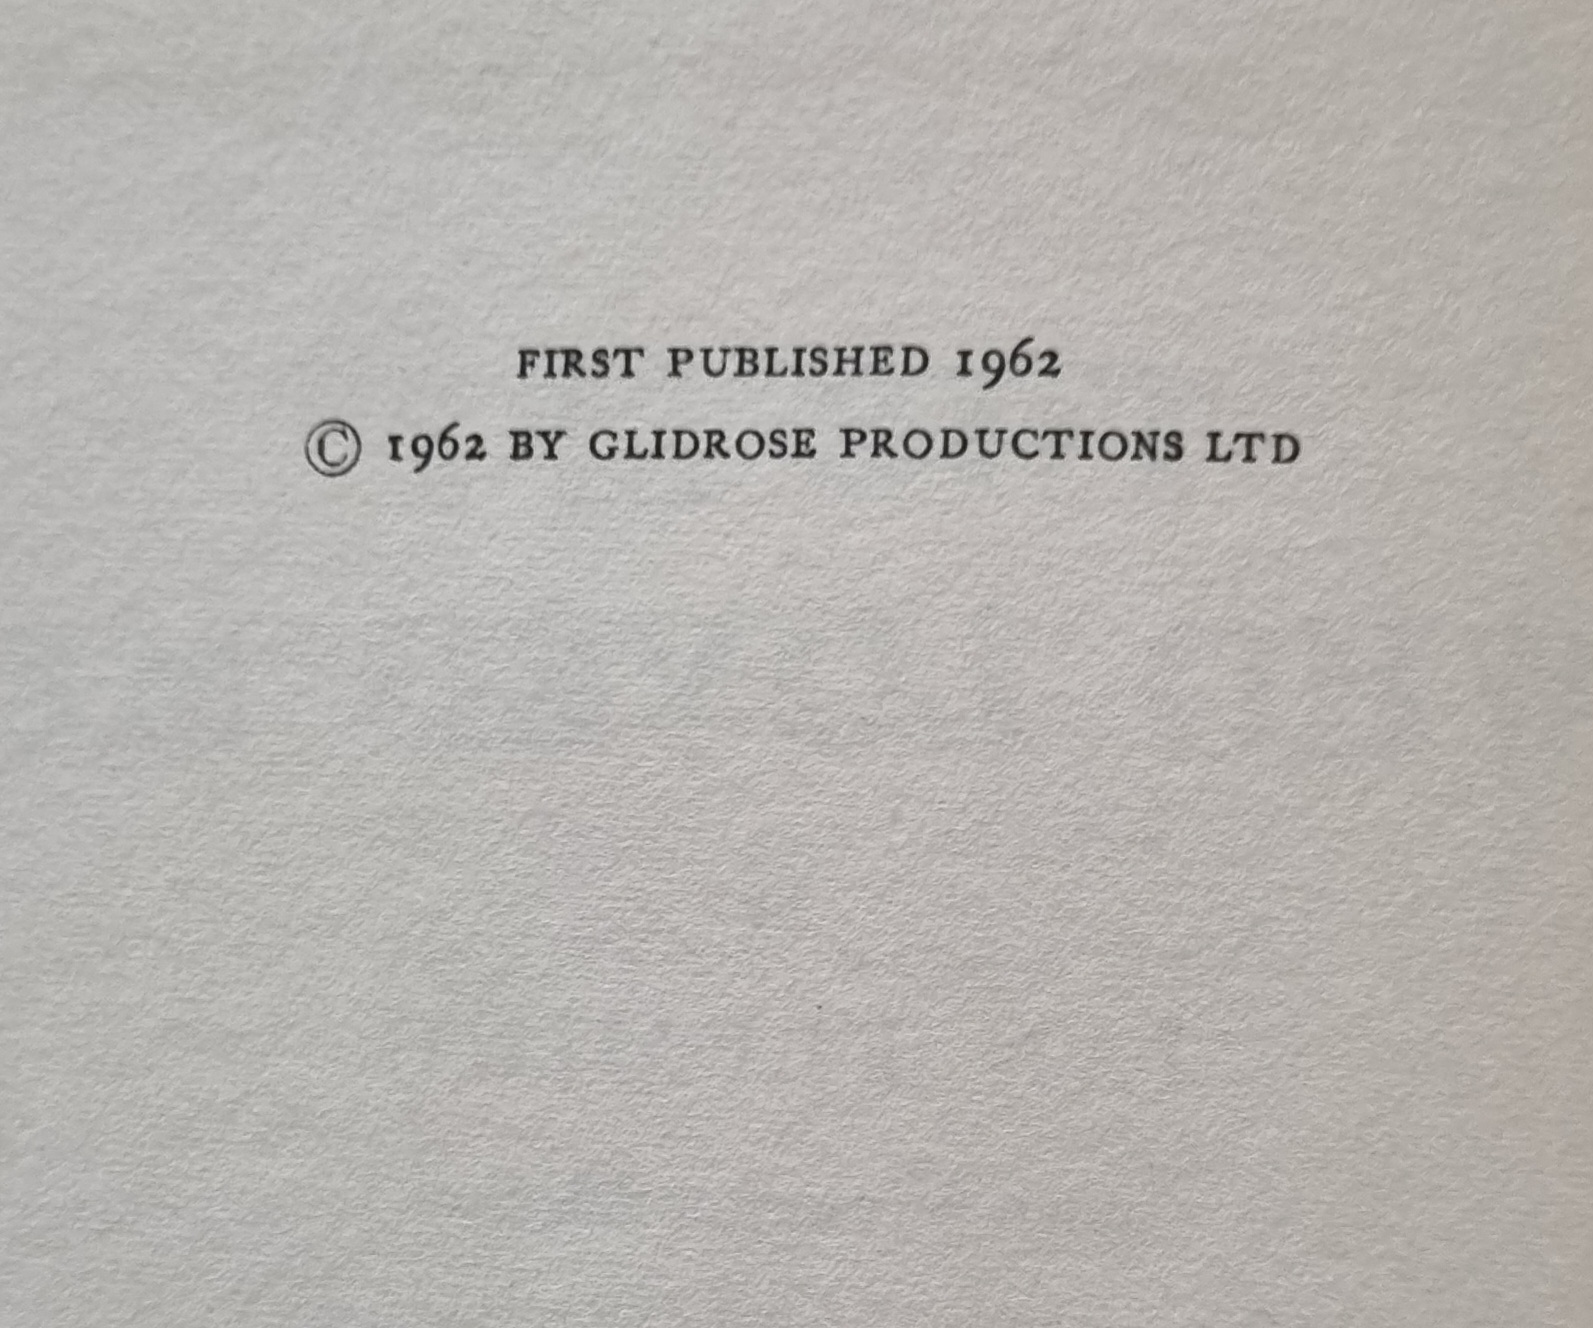 FIRST PUBLISHED 1962
© 1962 BY GLIDROSE PRODUCTIONS LTD